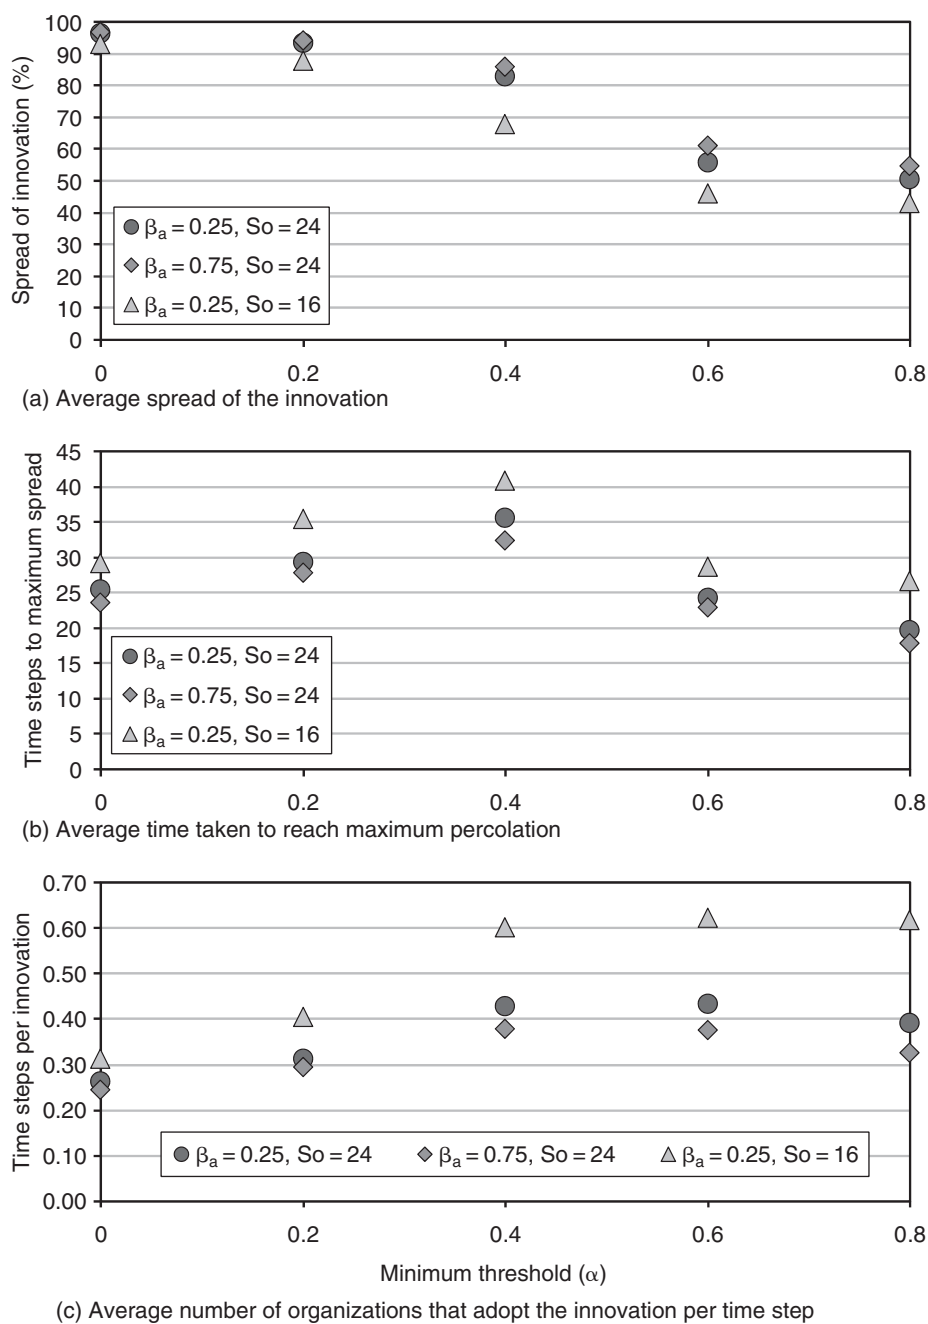 Spread of innovation (%)
100
90
80
70
60
50
40
30
20
10
0
βa = 0.25, So = 24
βa = 0.75, So = 24
βa = 0.25, So = 16
0 0.2 0.4 0.6 0.8
(a) Average spread of the innovation
Time steps to maximum spread
45
40
35
30
25
20
15
10
5
0
βa = 0.25, So = 24
βa = 0.75, So = 24
βa = 0.25, So = 16
0 0.2 0.4 0.6 0.8
(b) Average time taken to reach maximum percolation
Time steps per innovation
0.70
0.60
0.50
0.40
0.30
0.20
0.10
0.00
βa = 0.25, So = 24 βa = 0.75, So = 24 βa = 0.25, So = 16
0 0.2 0.4 0.6 0.8
Minimum threshold (α)
(c) Average number of organizations that adopt the innovation per time step